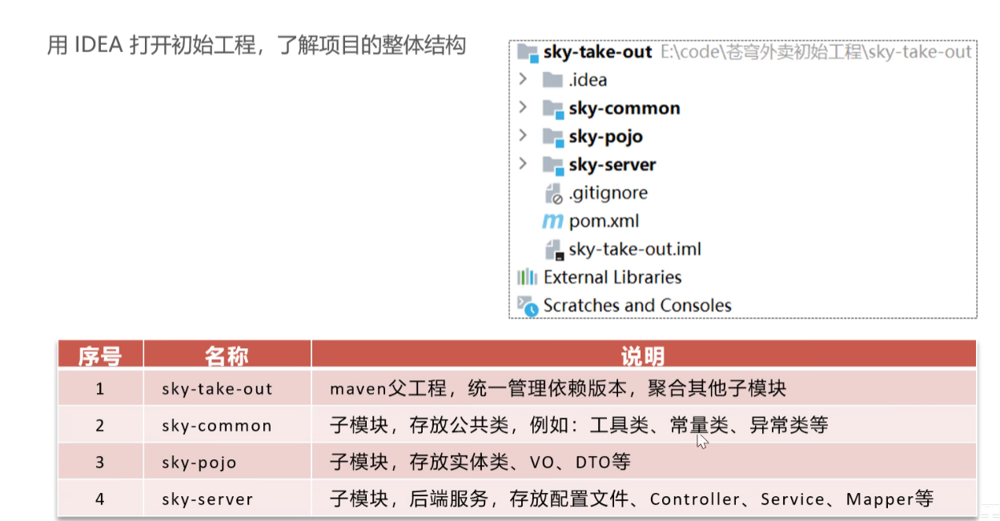 用 IDEA 打开初始工程，了解项目的整体结构
sky-take-out E:\code\苍穹外卖初始工程\sky-take-out
.idea
sky-common
sky-pojo
sky-server
.gitignore
pom.xml
sky-take-out.iml
External Libraries
Scratches and Consoles
序号 名称 说明
1 sky-take-out maven父工程，统一管理依赖版本，聚合其他子模块
2 sky-common 子模块，存放公共类，例如：工具类、常量类、异常类等
3 sky-pojo 子模块，存放实体类、VO、DTO等
4 sky-server 子模块，后端服务，存放配置文件、Controller、Service、Mapper等